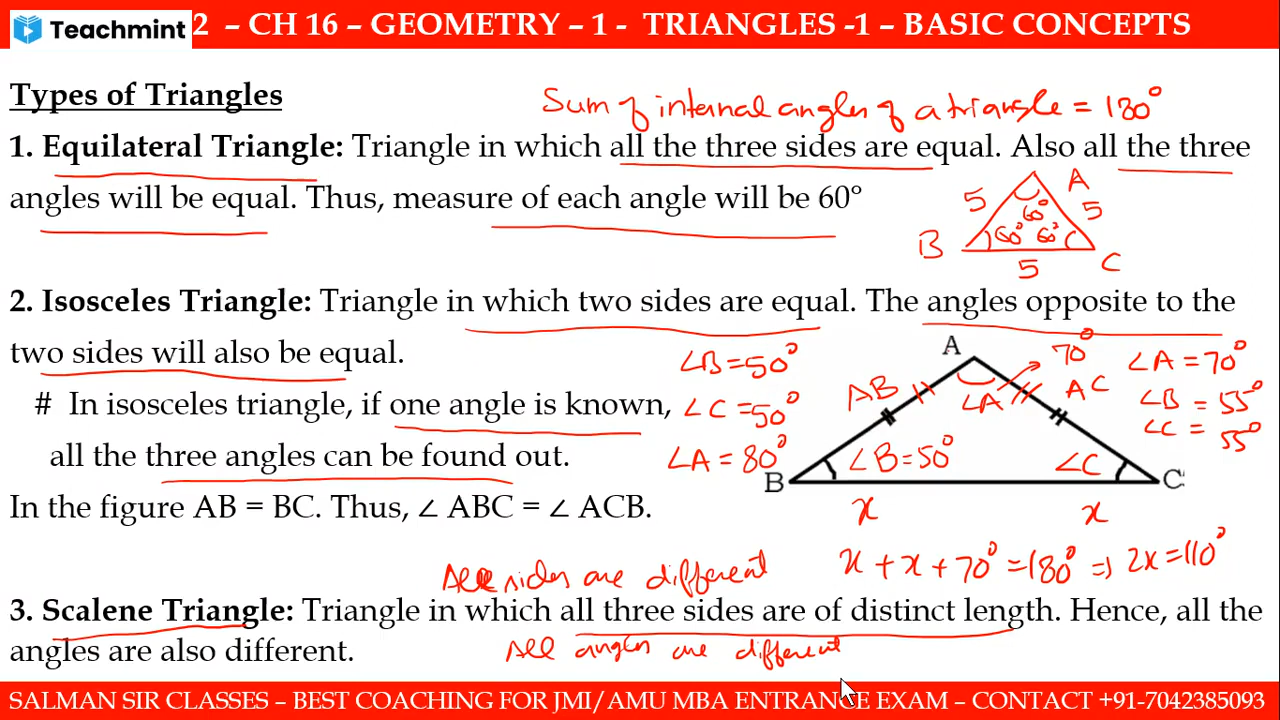 Teachmint
2 – CH 16 – GEOMETRY – 1 - TRIANGLES -1 – BASIC CONCEPTS
Types of Triangles
Sum of internal angles of a triangle = 180°
1. Equilateral Triangle: Triangle in which all the three sides are equal. Also all the three
angles will be equal. Thus, measure of each angle will be 60°
A
5
5
60°
60°
60°
B
5
C
2. Isosceles Triangle: Triangle in which two sides are equal. The angles opposite to the
two sides will also be equal.
# In isosceles triangle, if one angle is known,
all the three angles can be found out.
In the figure AB = BC. Thus, ∠ ABC = ∠ ACB.
∠B = 50°
∠C = 50°
∠A = 80°
A
70°
AB
∠A
AC
∠B = 50°
∠C
B
C
x
x
∠A = 70°
∠B = 55°
∠C = 55°
x + x + 70° = 180° ⇒ 2x = 110°
All sides are different
3. Scalene Triangle: Triangle in which all three sides are of distinct length. Hence, all the
angles are also different.
All angles are different
SALMAN SIR CLASSES – BEST COACHING FOR JMI/AMU MBA ENTRANCE EXAM – CONTACT +91-7042385093